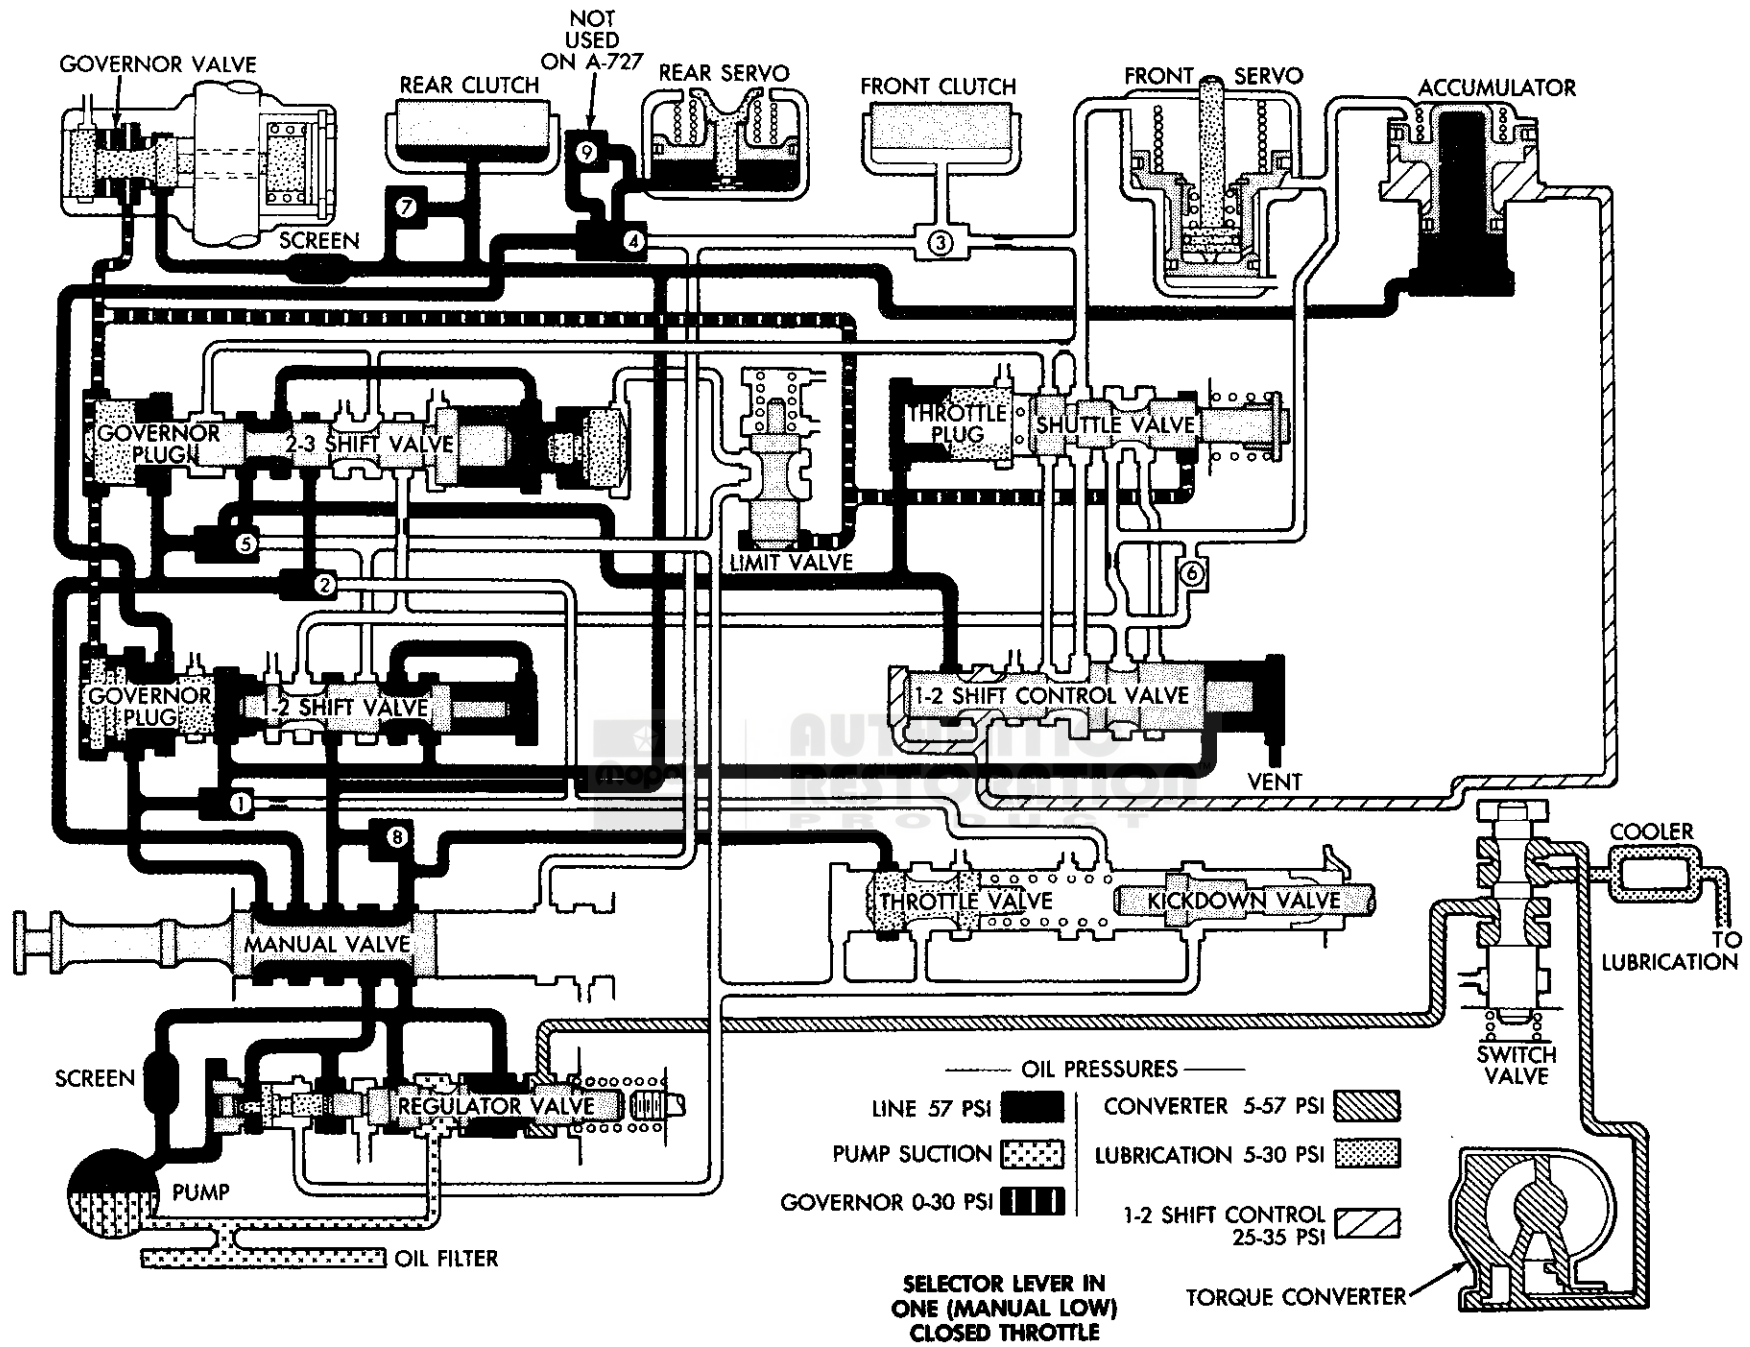 NOT
USED
ON A-727
GOVERNOR VALVE
REAR CLUTCH
REAR SERVO
FRONT CLUTCH
FRONT SERVO
ACCUMULATOR
9
7
SCREEN
4
3
GOVERNOR
PLUG
2-3 SHIFT VALVE
THROTTLE
PLUG
SHUTTLE VALVE
5
LIMIT VALVE
2
6
GOVERNOR
PLUG
1-2 SHIFT VALVE
1-2 SHIFT CONTROL VALVE
mopar
AUTHENTIC
RESTORATION
PRODUCT
VENT
1
8
COOLER
THROTTLE VALVE
KICKDOWN VALVE
MANUAL VALVE
TO
LUBRICATION
SWITCH
VALVE
SCREEN
REGULATOR VALVE
OIL PRESSURES
LINE 57 PSI
CONVERTER 5-57 PSI
PUMP SUCTION
LUBRICATION 5-30 PSI
GOVERNOR 0-30 PSI
1-2 SHIFT CONTROL
25-35 PSI
PUMP
OIL FILTER
TORQUE CONVERTER
SELECTOR LEVER IN
ONE (MANUAL LOW)
CLOSED THROTTLE